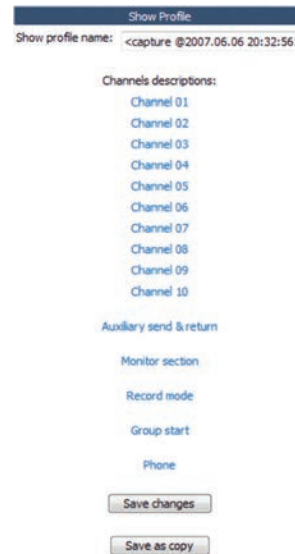 Show Profile
Show profile name: <capture @2007.06.06 20:32:56
Channels descriptions:
Channel 01
Channel 02
Channel 03
Channel 04
Channel 05
Channel 06
Channel 07
Channel 08
Channel 09
Channel 10
Auxiliary send & return
Monitor section
Record mode
Group start
Phone
Save changes
Save as copy